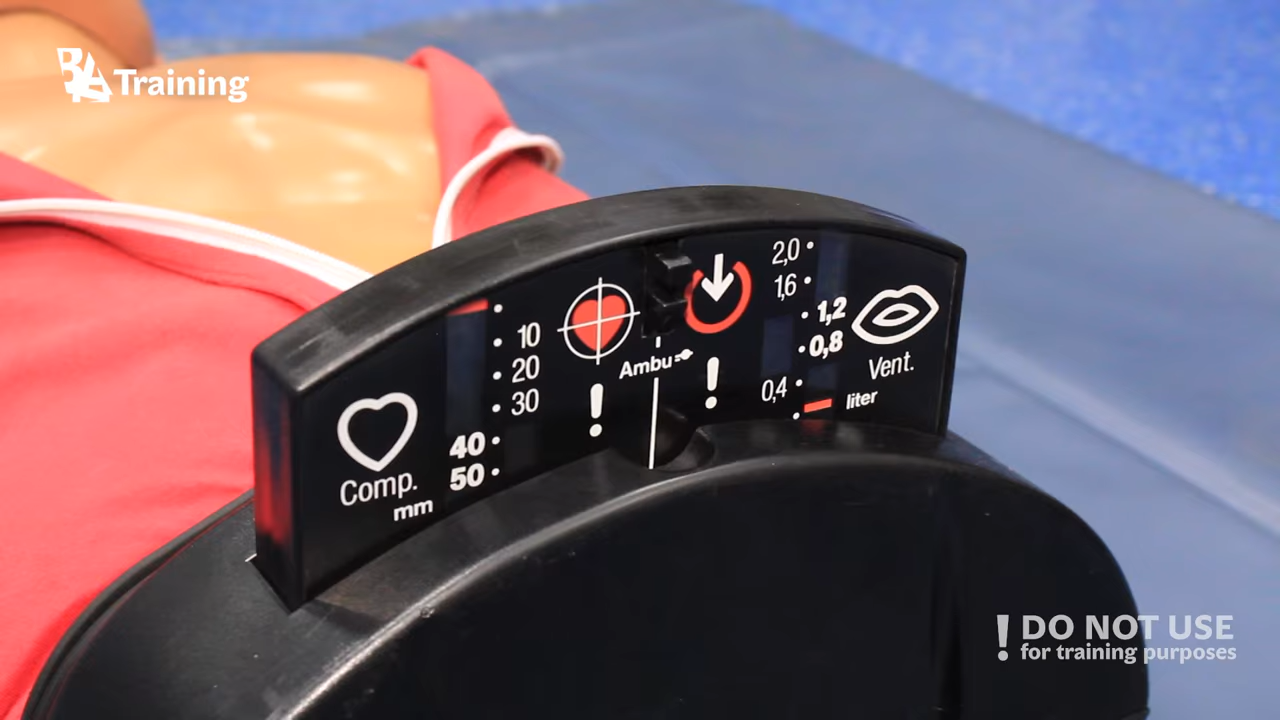 BAA Training
2,0
1,6
1,2
0,8
0,4
liter
Vent.
10
20
30
40
50
Ambu
!
!
Comp.
mm
! DO NOT USE
for training purposes